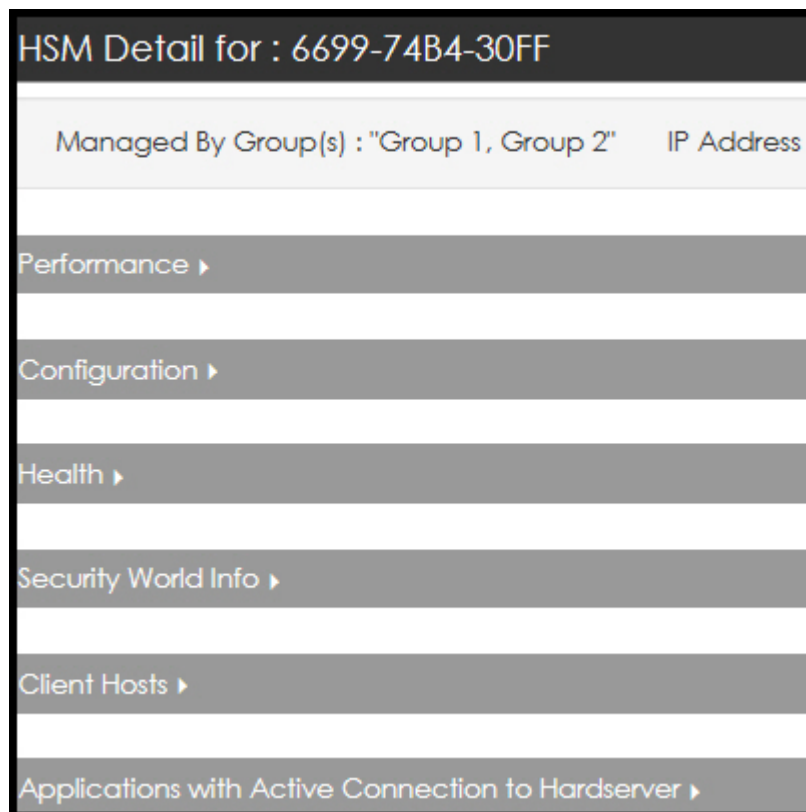 HSM Detail for : 6699-74B4-30FF
Managed By Group(s) : "Group 1, Group 2" IP Address
Performance
Configuration
Health
Security World Info
Client Hosts
Applications with Active Connection to Hardserver